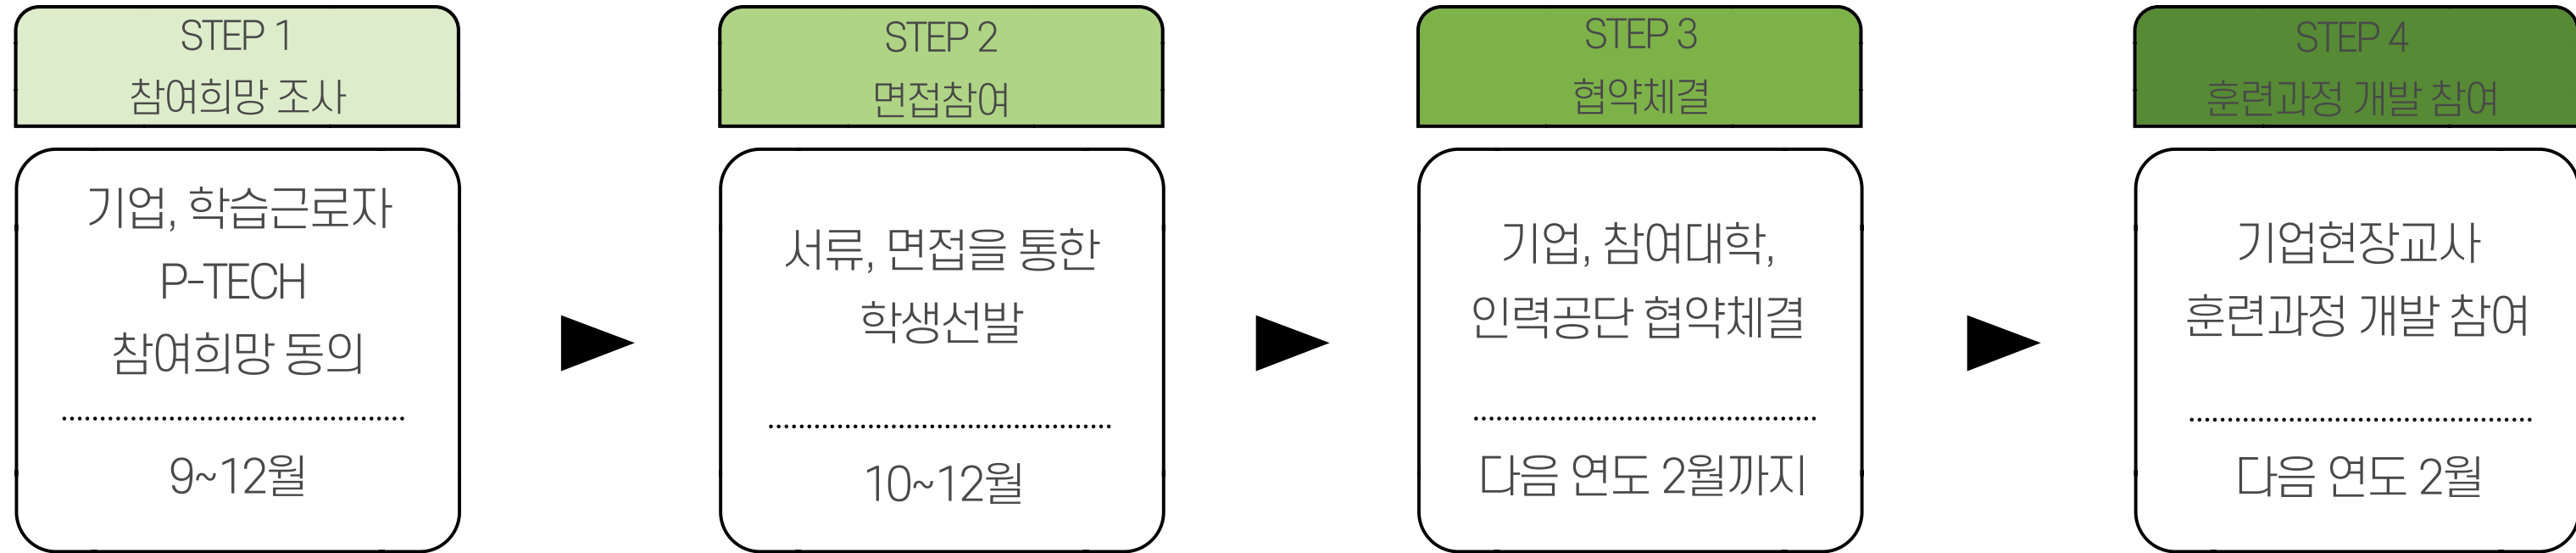 STEP 1
참여희망 조사
기업, 학습근로자
P-TECH
참여희망 동의
9~12월
STEP 2
면접참여
서류, 면접을 통한
학생선발
10~12월
STEP 3
협약체결
기업, 참여대학,
인력공단 협약체결
다음 연도 2월까지
STEP 4
훈련과정 개발 참여
기업현장교사
훈련과정 개발 참여
다음 연도 2월